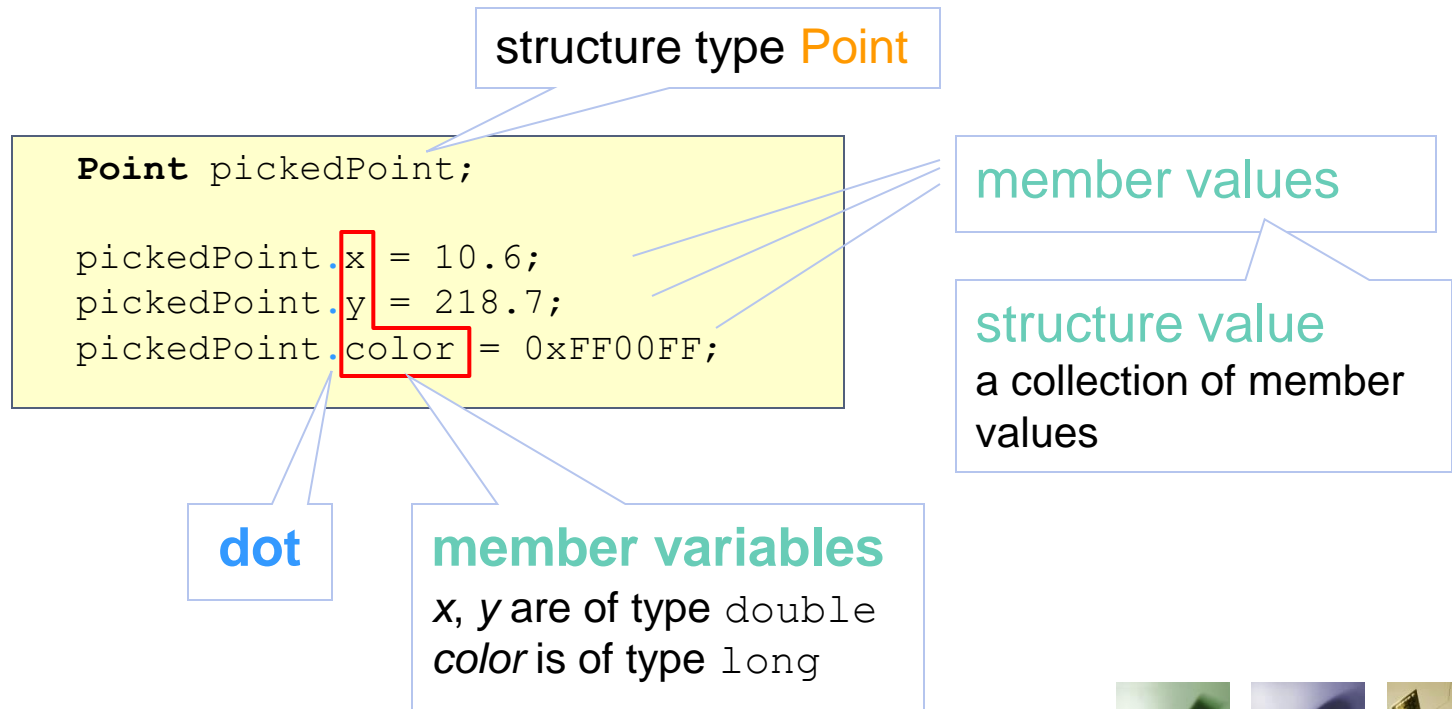 structure type Point
Point pickedPoint;
pickedPoint.x = 10.6;
pickedPoint.y = 218.7;
pickedPoint.color = 0xFF00FF;
member values
structure value
a collection of member
values
dot
member variables
x, y are of type double
color is of type long